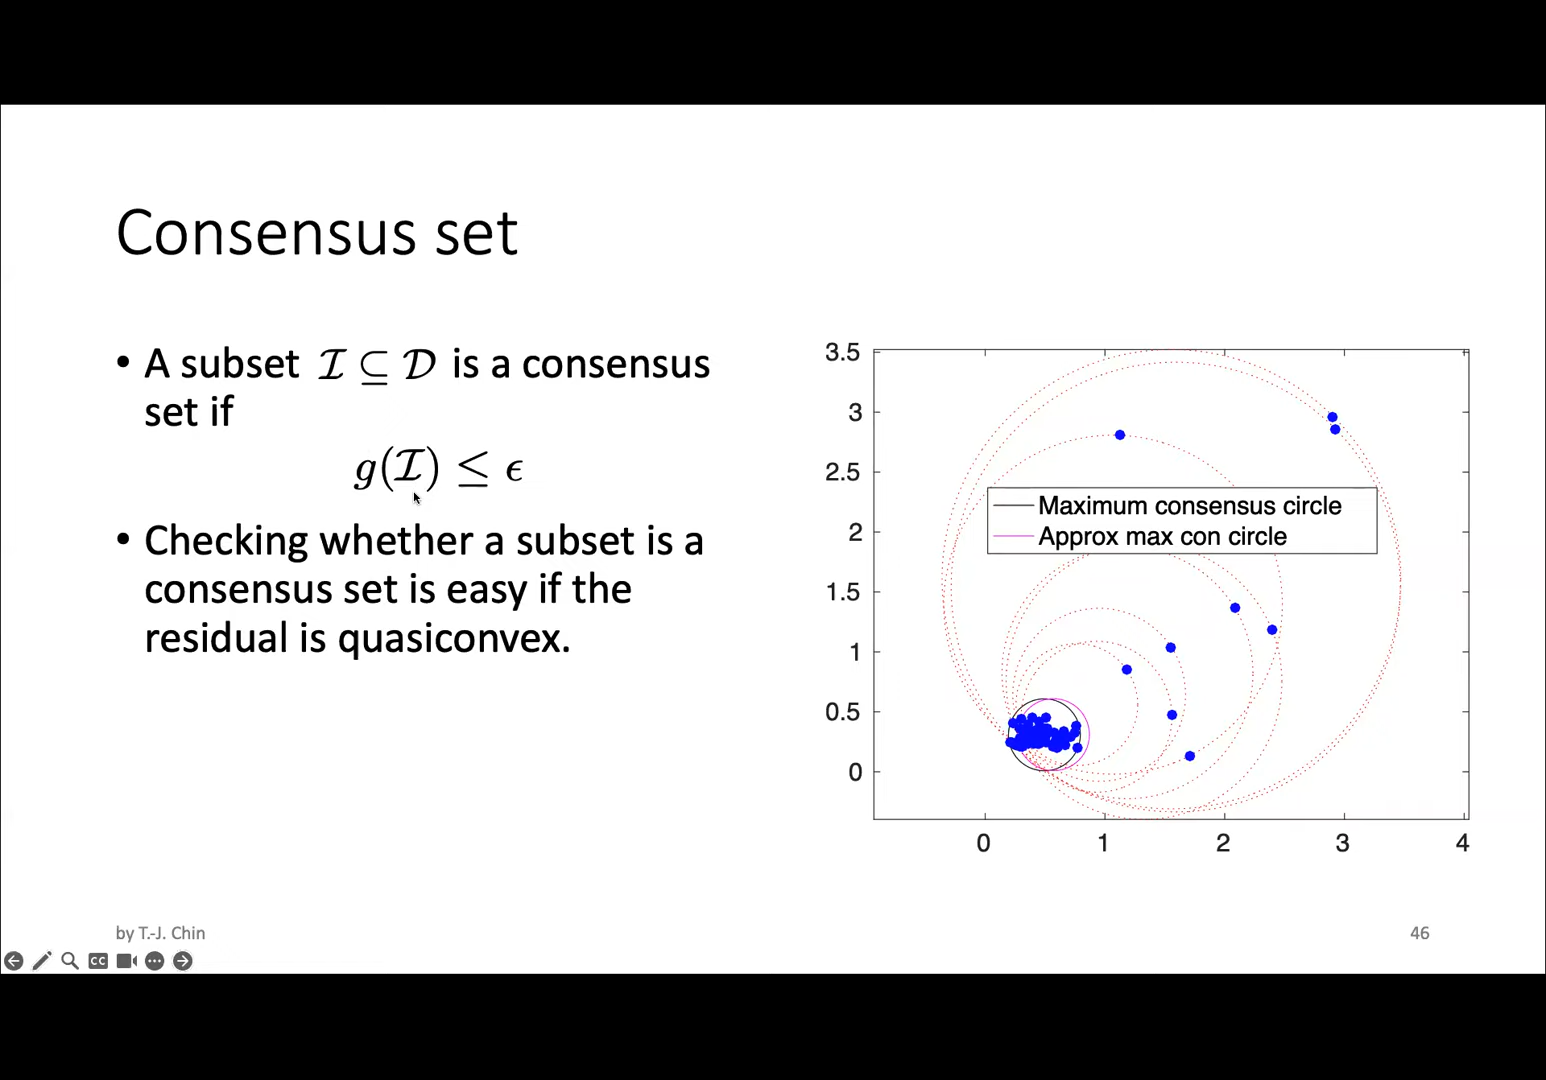 Consensus set
• A subset 𝓘 ⊆ 𝓓 is a consensus
set if
g(𝓘) ≤ ϵ
• Checking whether a subset is a
consensus set is easy if the
residual is quasiconvex.
3.5
3
2.5
2
1.5
1
0.5
0
Maximum consensus circle
Approx max con circle
0 1 2 3 4
by T.-J. Chin
46
CC